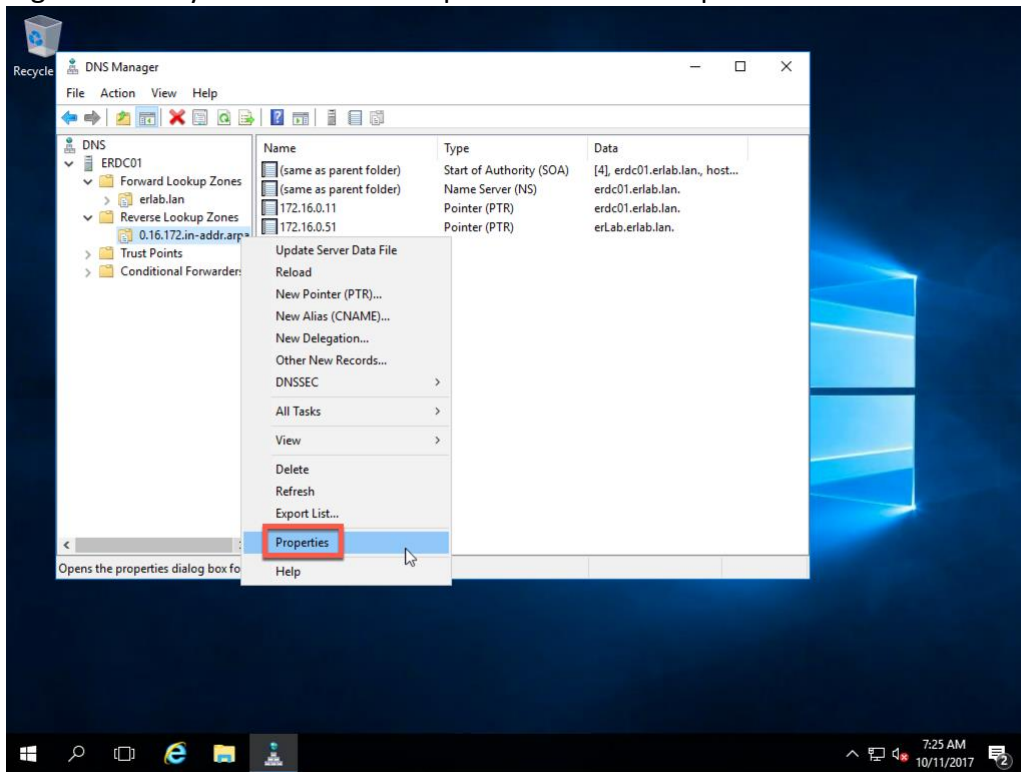 Recycle
DNS Manager
File Action View Help
DNS
ERDC01
Forward Lookup Zones
erlab.lan
Reverse Lookup Zones
0.16.172.in-addr.arpa
Trust Points
Conditional Forwarders
Name Type Data
(same as parent folder) Start of Authority (SOA) [4], erdc01.erlab.lan., host...
(same as parent folder) Name Server (NS) erdc01.erlab.lan.
172.16.0.11 Pointer (PTR) erdc01.erlab.lan.
172.16.0.51 Pointer (PTR) erLab.erlab.lan.
Update Server Data File
Reload
New Pointer (PTR)...
New Alias (CNAME)...
New Delegation...
Other New Records...
DNSSEC
All Tasks
View
Delete
Refresh
Export List...
Properties
Help
Opens the properties dialog box fo
7:25 AM
10/11/2017
2